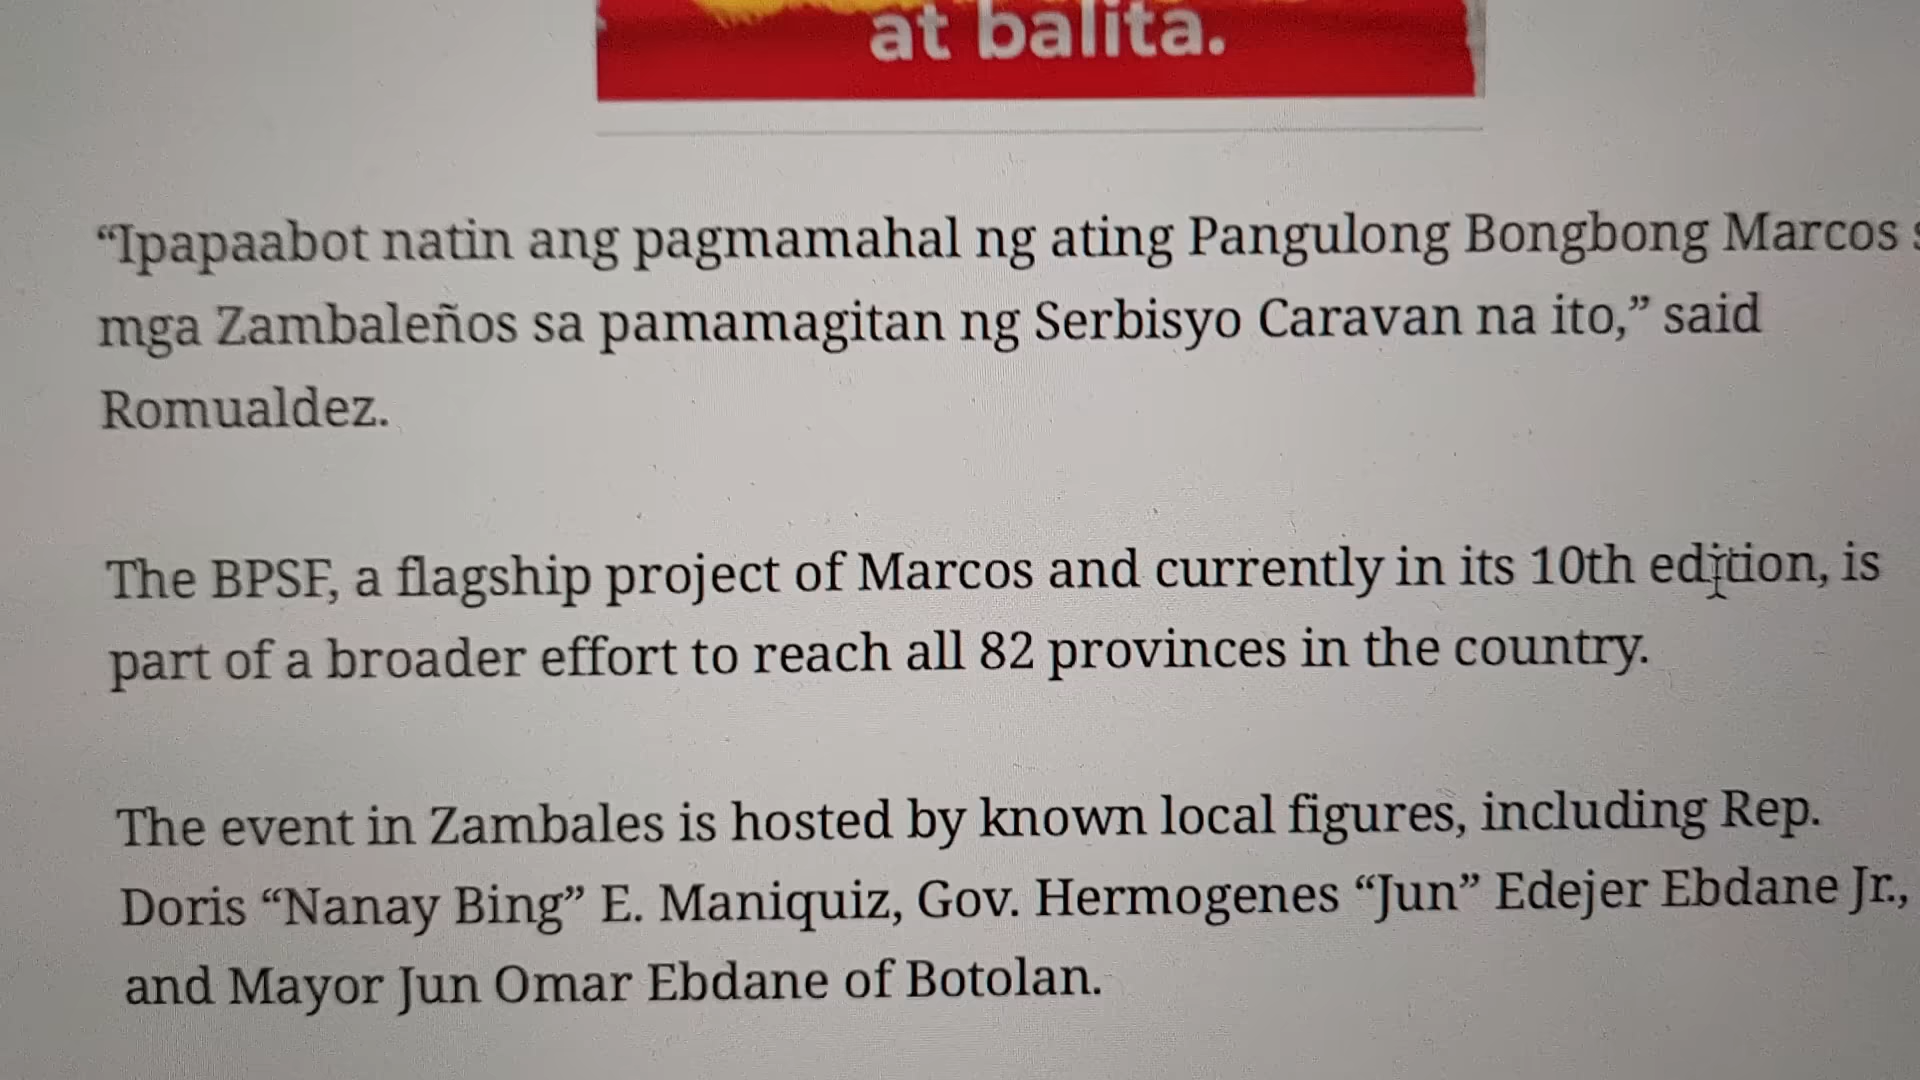 at balita.
“Ipapaabot natin ang pagmamahal ng ating Pangulong Bongbong Marcos
mga Zambaleños sa pamamagitan ng Serbisyo Caravan na ito,” said
Romualdez.
The BPSF, a flagship project of Marcos and currently in its 10th edition, is
part of a broader effort to reach all 82 provinces in the country.
The event in Zambales is hosted by known local figures, including Rep.
Doris “Nanay Bing” E. Maniquiz, Gov. Hermogenes “Jun” Edejer Ebdane Jr.,
and Mayor Jun Omar Ebdane of Botolan.